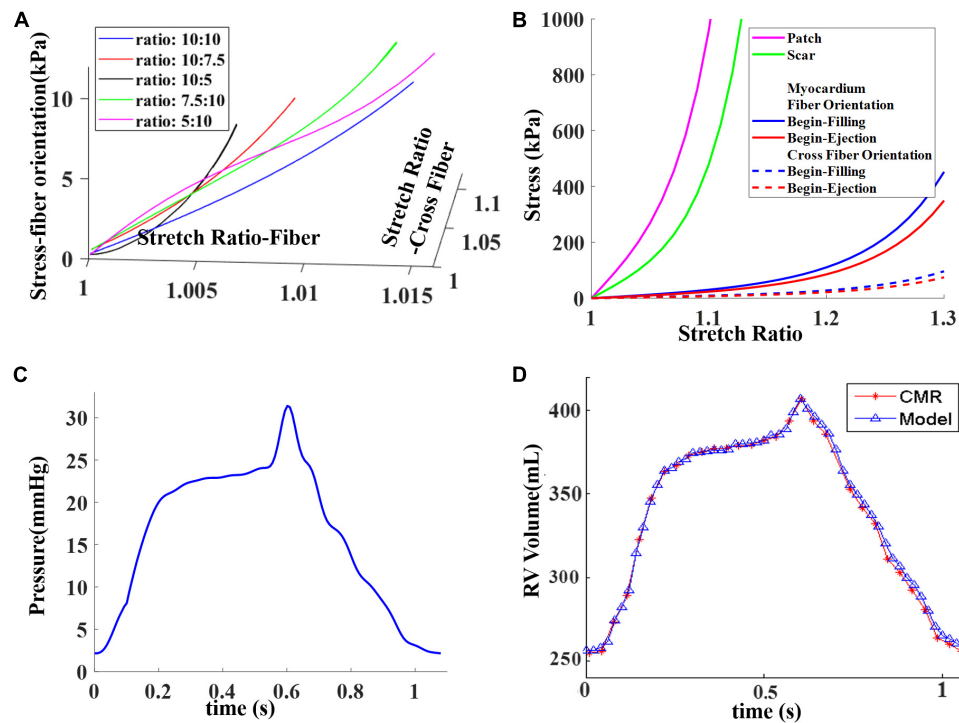 A
Stress-fiber orientation(kPa)
10
5
0
ratio: 10:10
ratio: 10:7.5
ratio: 10:5
ratio: 7.5:10
ratio: 5:10
Stretch Ratio-Fiber
1
1.005
1.01
1.015
Stretch Ratio
-Cross Fiber
1.1
1.05
1
B
Stress (kPa)
1000
800
600
400
200
0
Patch
Scar
Myocardium
Fiber Orientation
Begin-Filling
Begin-Ejection
Cross Fiber Orientation
Begin-Filling
Begin-Ejection
1
1.1
1.2
1.3
Stretch Ratio
C
Pressure(mmHg)
30
25
20
15
10
5
0
0
0.2
0.4
0.6
0.8
1
time (s)
D
RV Volume(mL)
400
350
300
250
CMR
Model
0
0.5
1
time (s)